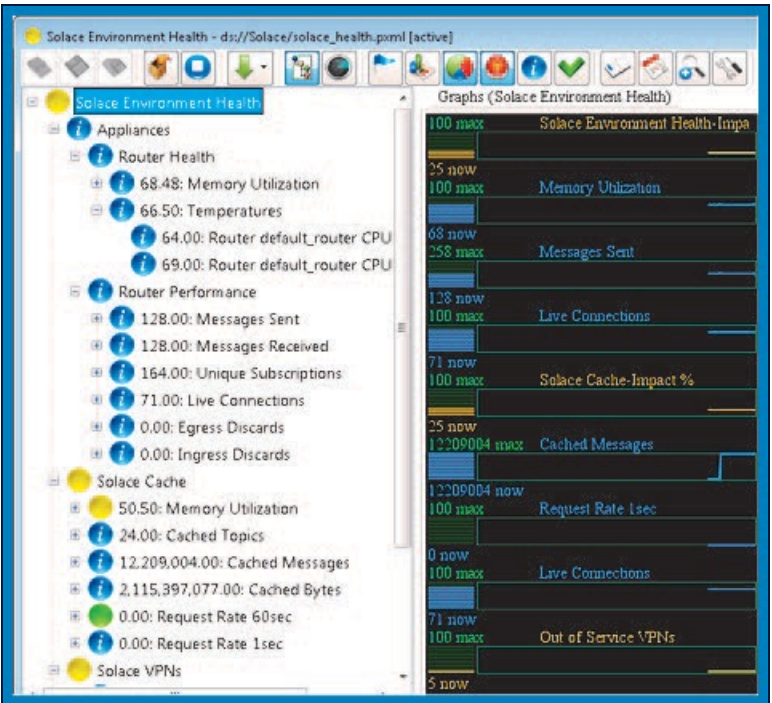 Solace Environment Health - ds://Solace/solace_health.pxml [active]
Solace Environment Health
Appliances
Router Health
68.48: Memory Utilization
66.50: Temperatures
64.00: Router default_router CPU
69.00: Router default_router CPU
Router Performance
128.00: Messages Sent
128.00: Messages Received
164.00: Unique Subscriptions
71.00: Live Connections
0.00: Egress Discards
0.00: Ingress Discards
Solace Cache
50.50: Memory Utilization
24.00: Cached Topics
12,209,004.00: Cached Messages
2,115,397,077.00: Cached Bytes
0.00: Request Rate 60sec
0.00: Request Rate 1sec
Solace VPNs
Graphs (Solace Environment Health)
100 max Solace Environment Health-Impa
25 now
100 max Memory Utilization
68 now
258 max Messages Sent
128 now
100 max Live Connections
71 now
100 max Solace Cache-Impact %
25 now
12209004 max Cached Messages
12209004 now
100 max Request Rate 1sec
0 now
100 max Live Connections
71 now
100 max Out of Service VPNs
5 now